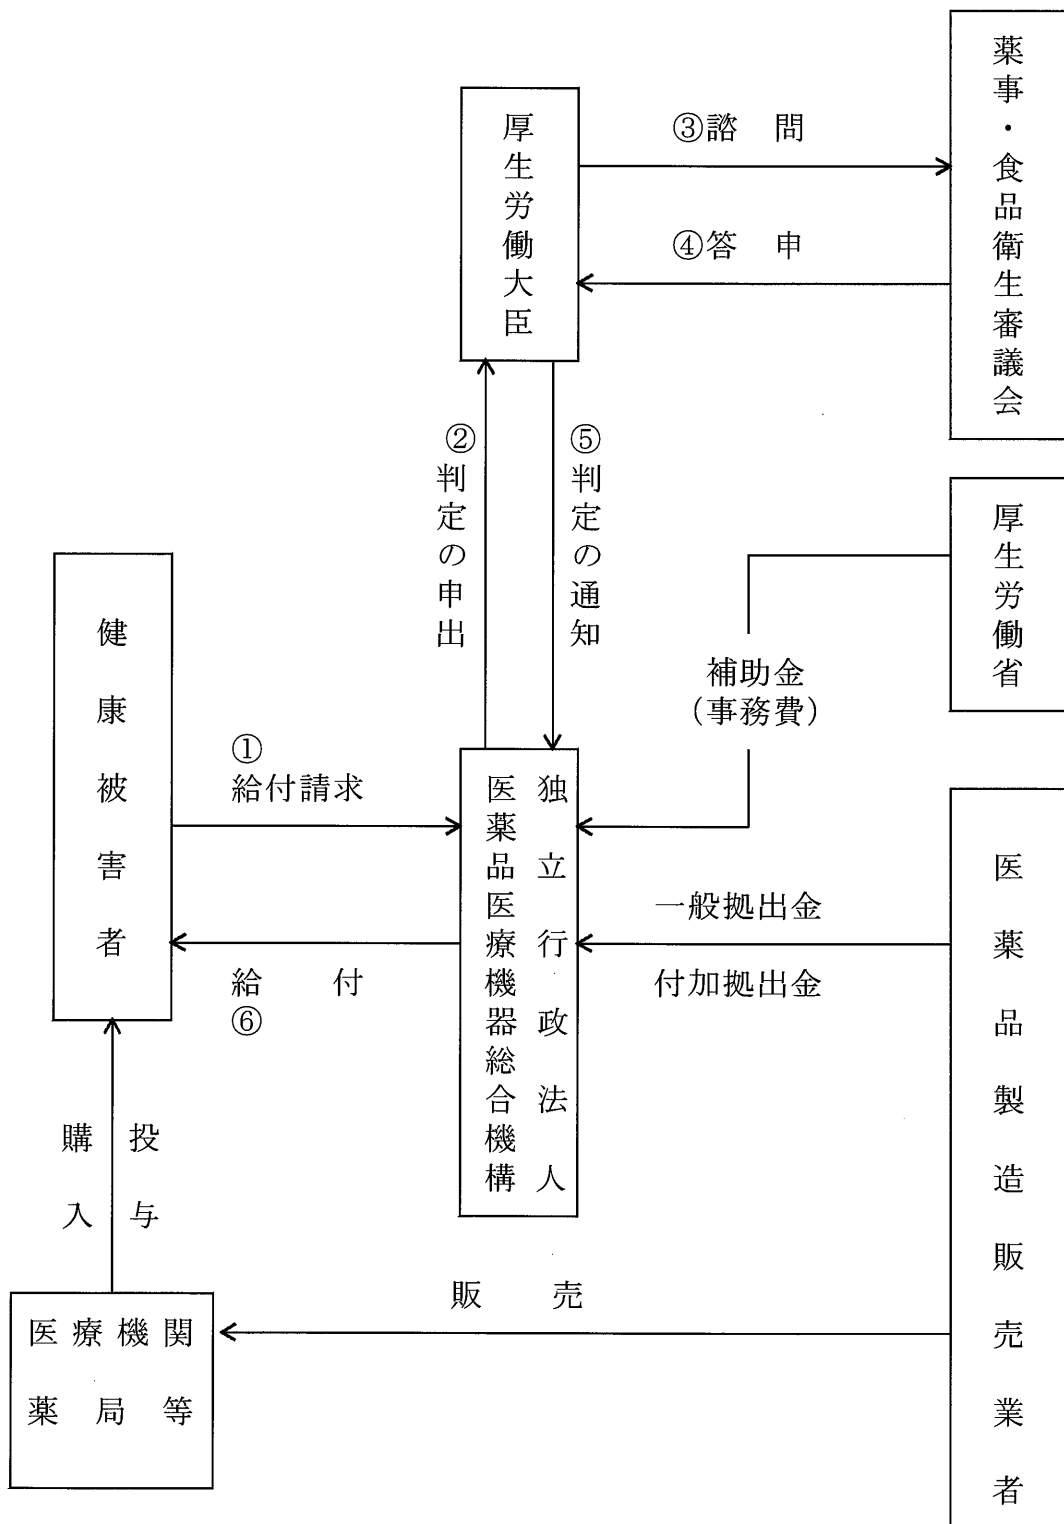 薬事・食品衛生審議会
厚生労働大臣
③諮問
④答申
②判定の申出
⑤判定の通知
厚生労働省
補助金
(事務費)
健康被害者
①
給付請求
給付
⑥
独立行政法人
医薬品医療機器総合機構
一般拠出金
付加拠出金
医薬品製造販売業者
投与
購入
販売
医療機関
薬局等